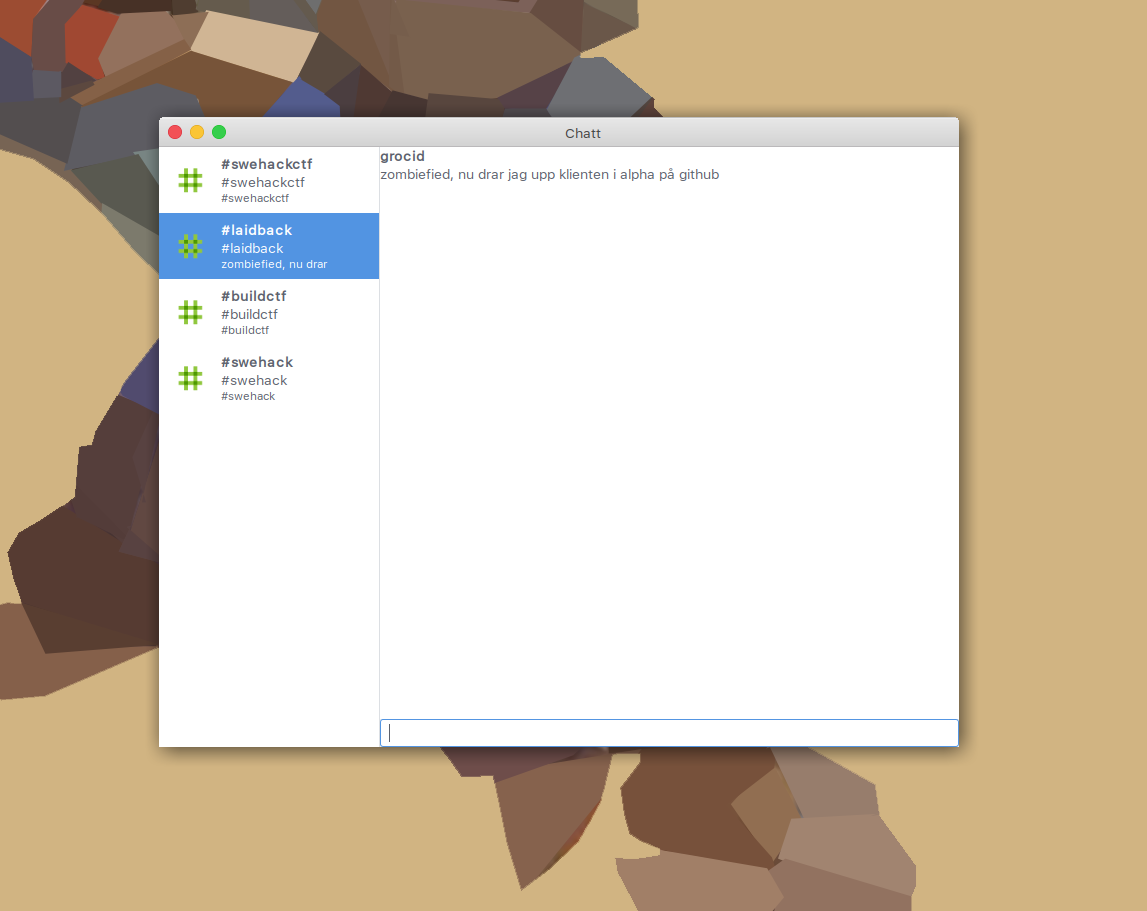 Chatt
#swehackctf
#swehackctf
#swehackctf
#laidback
#laidback
zombiefied, nu drar
#buildctf
#buildctf
#buildctf
#swehack
#swehack
#swehack
grocid
zombiefied, nu drar jag upp klienten i alpha på github